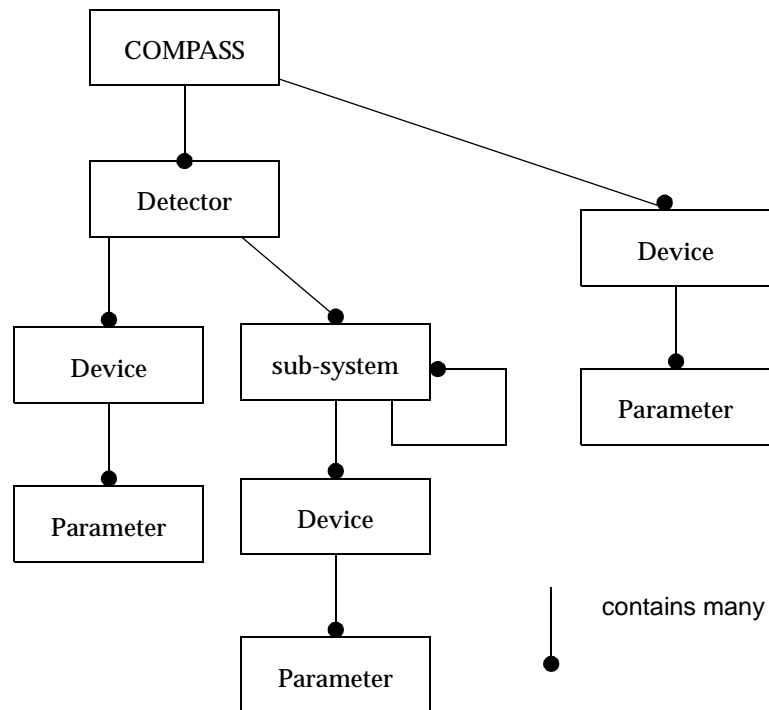 COMPASS
Detector
Device
Device
sub-system
Parameter
Parameter
Device
contains many
Parameter